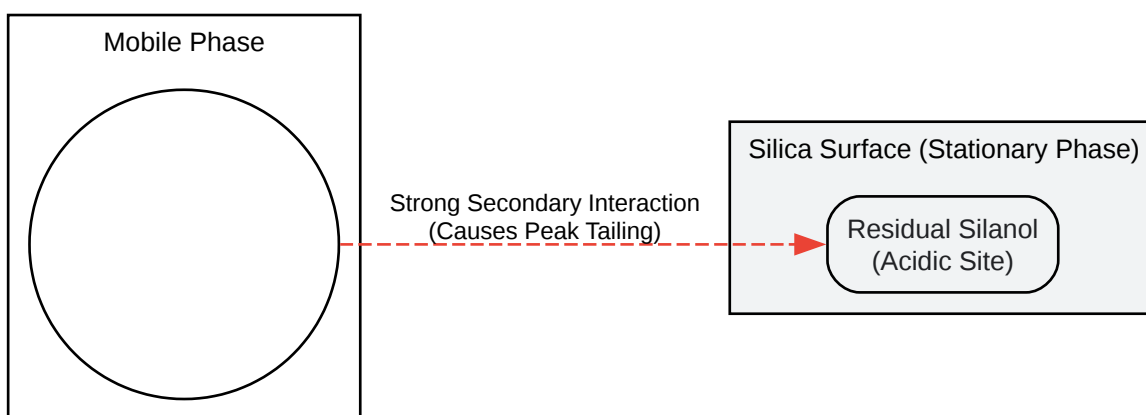 Mobile Phase
Strong Secondary Interaction
(Causes Peak Tailing)
Silica Surface (Stationary Phase)
Residual Silanol
(Acidic Site)